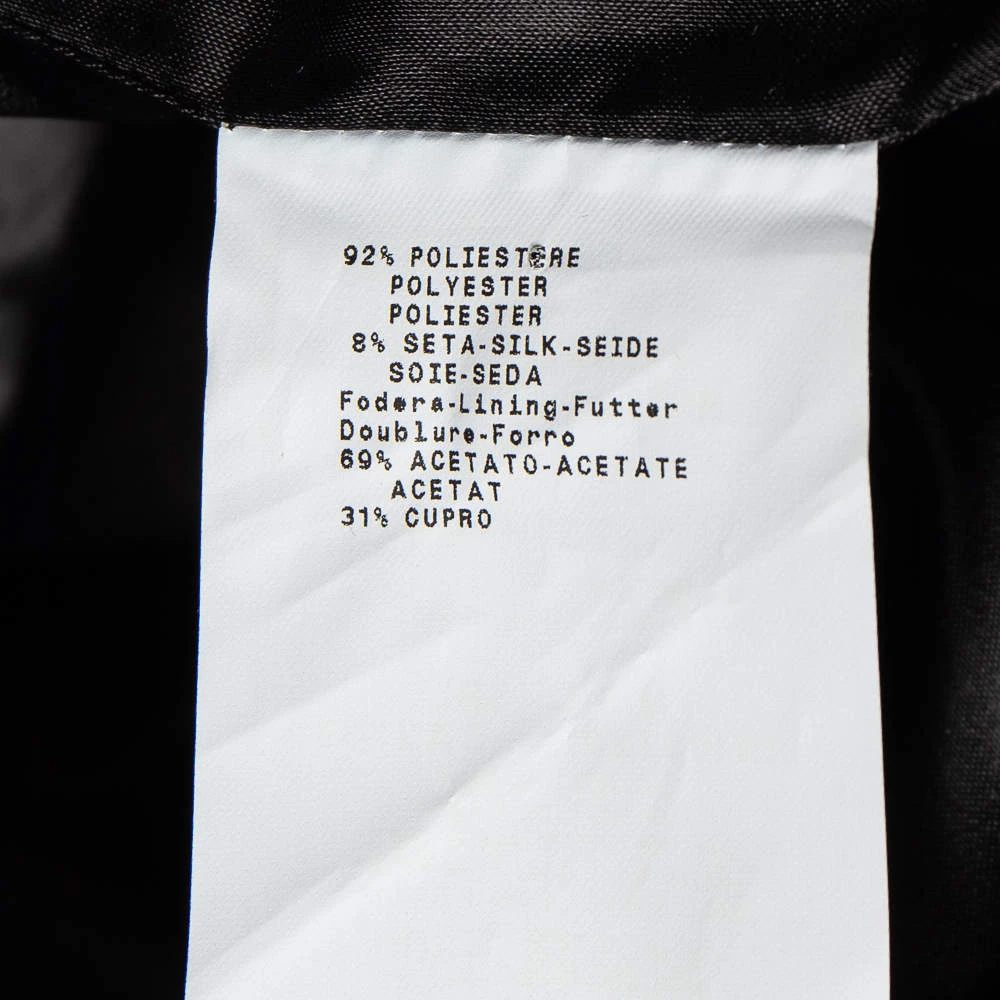 92% POLIESTERE
POLYESTER
POLIESTER
8% SETA-SILK-SEIDE
SOIE-SEDA
Fodera-Lining-Futter
Doublure-Forro
69% ACETATO-ACETATE
ACETAT
31% CUPRO